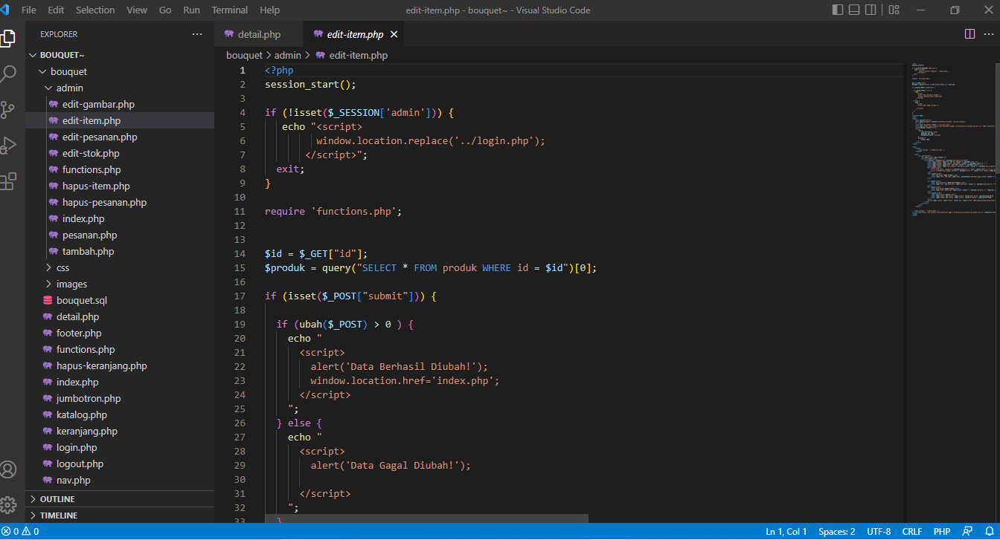 File Edit Selection View Go Run Terminal Help
edit-item.php - bouquet~ - Visual Studio Code
EXPLORER
BOUQUET~
bouquet
admin
edit-gambar.php
edit-item.php
edit-pesanan.php
edit-stok.php
functions.php
hapus-item.php
hapus-pesanan.php
index.php
pesanan.php
tambah.php
css
images
bouquet.sql
detail.php
footer.php
functions.php
hapus-keranjang.php
index.php
jumbotron.php
katalog.php
keranjang.php
login.php
logout.php
nav.php
OUTLINE
TIMELINE
detail.php edit-item.php
bouquet > admin > edit-item.php
1 <?php
2 session_start();
3
4 if (!isset($_SESSION['admin'])) {
5 echo "<script>
6 window.location.replace('../login.php');
7 </script>";
8 exit;
9 }
10
11 require 'functions.php';
12
13
14 $id = $_GET["id"];
15 $produk = query("SELECT * FROM produk WHERE id = $id")[0];
16
17 if (isset($_POST["submit"])) {
18
19 if (ubah($_POST) > 0 ) {
20 echo "
21 <script>
22 alert('Data Berhasil Diubah!');
23 window.location.href='index.php';
24 </script>
25 ";
26 } else {
27 echo "
28 <script>
29 alert('Data Gagal Diubah!');
30
31 </script>
32 ";
33 }
0 0
Ln 1, Col 1 Spaces: 2 UTF-8 CRLF PHP